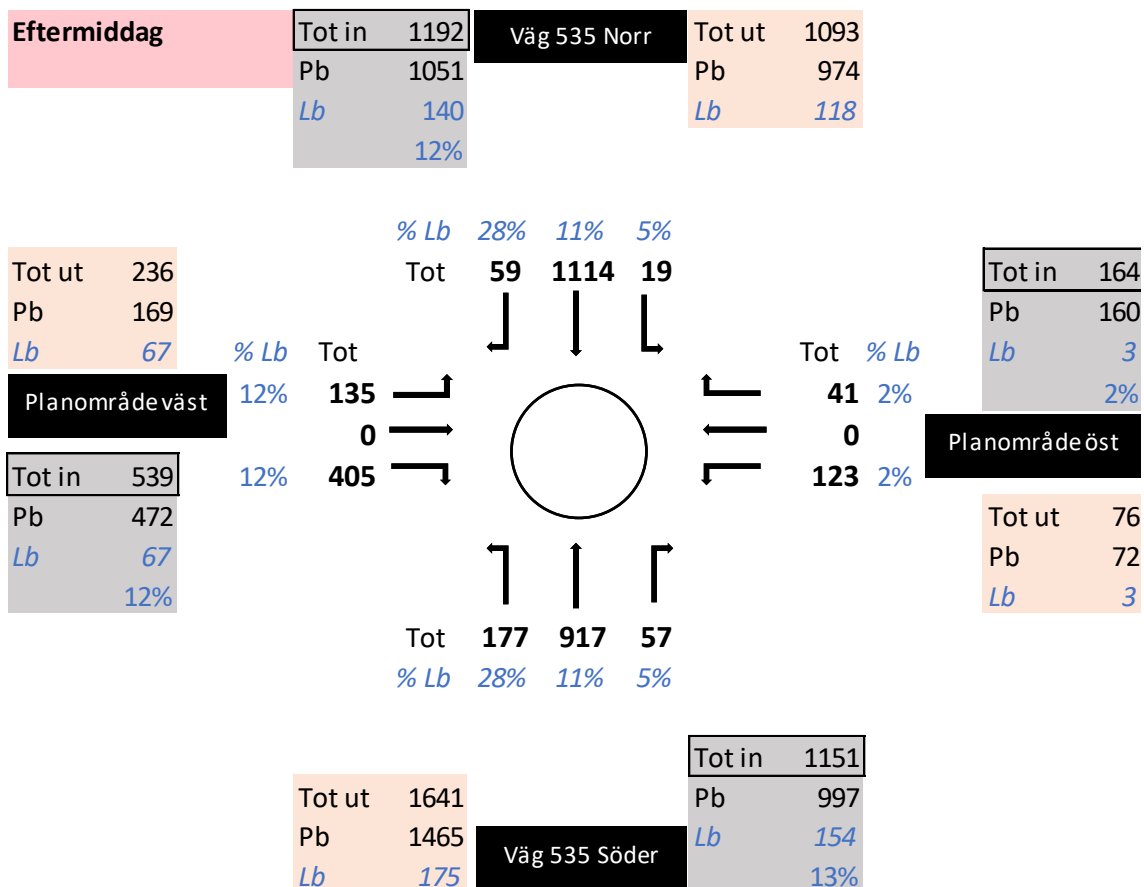 Eftermiddag
Tot in 1192
Pb 1051
Lb 140
12%
Väg 535 Norr
Tot ut 1093
Pb 974
Lb 118
% Lb 28% 11% 5%
Tot 59 1114 19
Tot ut 236
Pb 169
Lb 67
Planområde väst
Tot in 539
Pb 472
Lb 67
12%
% Lb Tot
12% 135
0
12% 405
Tot % Lb
41 2%
0
123 2%
Tot in 164
Pb 160
Lb 3
2%
Planområde öst
Tot ut 76
Pb 72
Lb 3
Tot 177 917 57
% Lb 28% 11% 5%
Tot ut 1641
Pb 1465
Lb 175
Väg 535 Söder
Tot in 1151
Pb 997
Lb 154
13%